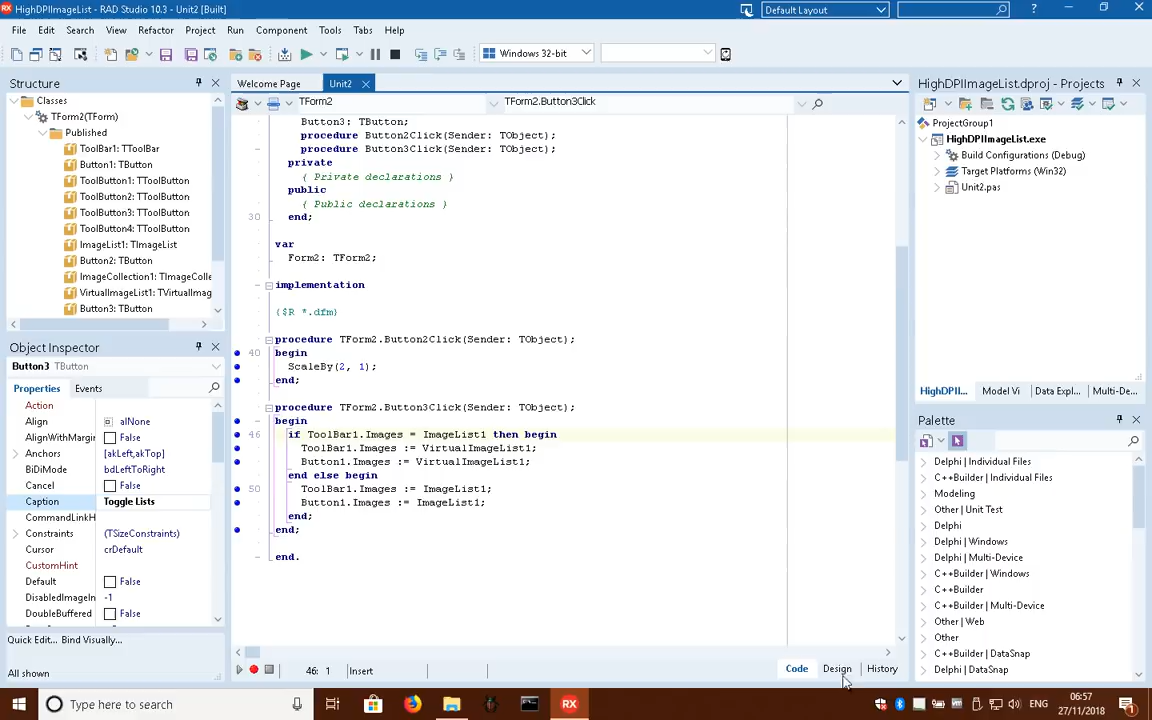 HighDPIImageList - RAD Studio 10.3 - Unit2 [Built]
Default Layout
File Edit Search View Refactor Project Run Component Tools Tabs Help
Windows 32-bit
Structure
Classes
TForm2(TForm)
Published
ToolBar1: TToolBar
Button1: TButton
ToolButton1: TToolButton
ToolButton2: TToolButton
ToolButton3: TToolButton
ToolButton4: TToolButton
ImageList1: TImageList
Button2: TButton
ImageCollection1: TImageColle
VirtualImageList1: TVirtualImag
Button3: TButton
Object Inspector
Button3 TButton
Properties Events
Action
Align alNone
AlignWithMargin False
Anchors [akLeft,akTop]
BiDiMode bdLeftToRight
Cancel False
Caption Toggle Lists
CommandLinkH
Constraints (TSizeConstraints)
Cursor crDefault
CustomHint
Default False
DisabledImageIn -1
DoubleBuffered False
Quick Edit... Bind Visually...
All shown
Welcome Page Unit2
TForm2 TForm2.Button3Click
Button3: TButton;
procedure Button2Click(Sender: TObject);
procedure Button3Click(Sender: TObject);
private
{ Private declarations }
public
{ Public declarations }
30 end;
var
Form2: TForm2;
implementation
{$R *.dfm}
procedure TForm2.Button2Click(Sender: TObject);
40 begin
ScaleBy(2, 1);
end;
procedure TForm2.Button3Click(Sender: TObject);
begin
46 if ToolBar1.Images = ImageList1 then begin
ToolBar1.Images := VirtualImageList1;
Button1.Images := VirtualImageList1;
end else begin
50 ToolBar1.Images := ImageList1;
Button1.Images := ImageList1;
end;
end;
end.
46: 1 Insert
Code Design History
HighDPIImageList.dproj - Projects
ProjectGroup1
HighDPIImageList.exe
Build Configurations (Debug)
Target Platforms (Win32)
Unit2.pas
HighDPII... Model Vi Data Expl... Multi-De...
Palette
Delphi | Individual Files
C++Builder | Individual Files
Modeling
Other | Unit Test
Delphi
Delphi | Windows
Delphi | Multi-Device
C++Builder | Windows
C++Builder
C++Builder | Multi-Device
Other | Web
Other
C++Builder | DataSnap
Delphi | DataSnap
Type here to search
RX
ENG
06:57
27/11/2018